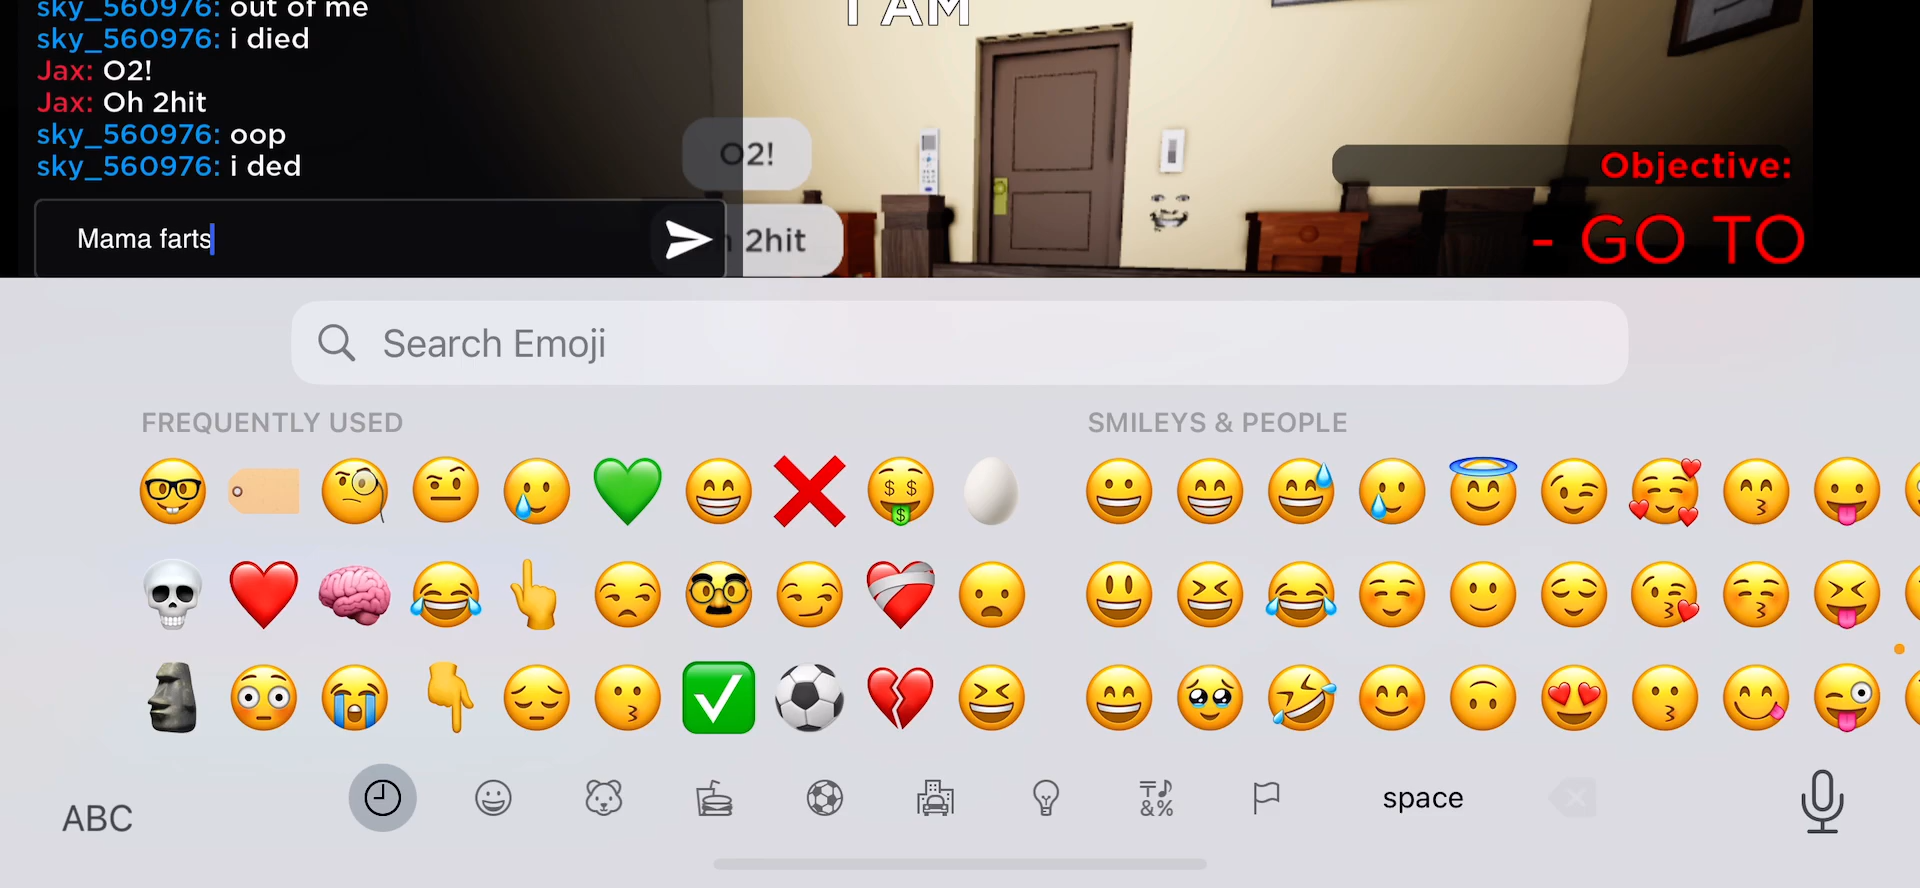 sky_560976: out of me
sky_560976: i died
Jax: O2!
Jax: Oh 2hit
sky_560976: oop
sky_560976: i ded
Mama farts
I AM
O2!
2hit
Objective:
- GO TO
Search Emoji
FREQUENTLY USED
SMILEYS & PEOPLE
ABC
space